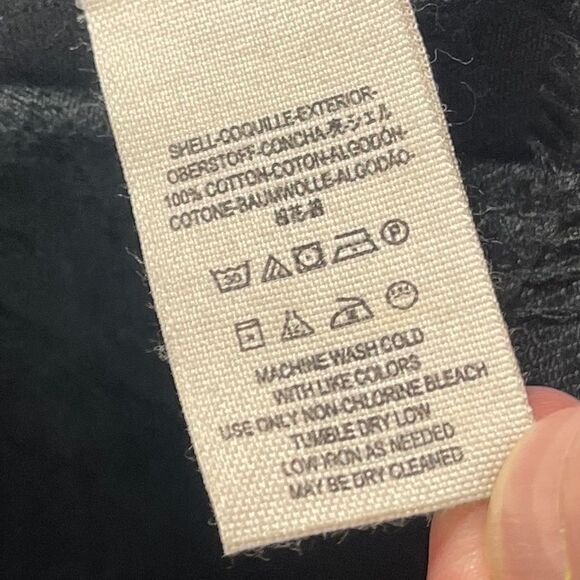 SHELL-COQUILLE-EXTERIOR-
OBERSTOFF-CONCHA-壳-シェル
100% COTTON-COTON-ALGODÓN-
COTONE-BAUMWOLLE-ALGODÃO-
棉花-綿
30
P
MACHINE WASH COLD
WITH LIKE COLORS
USE ONLY NON-CHLORINE BLEACH
TUMBLE DRY LOW
LOW IRON AS NEEDED
MAY BE DRY CLEANED